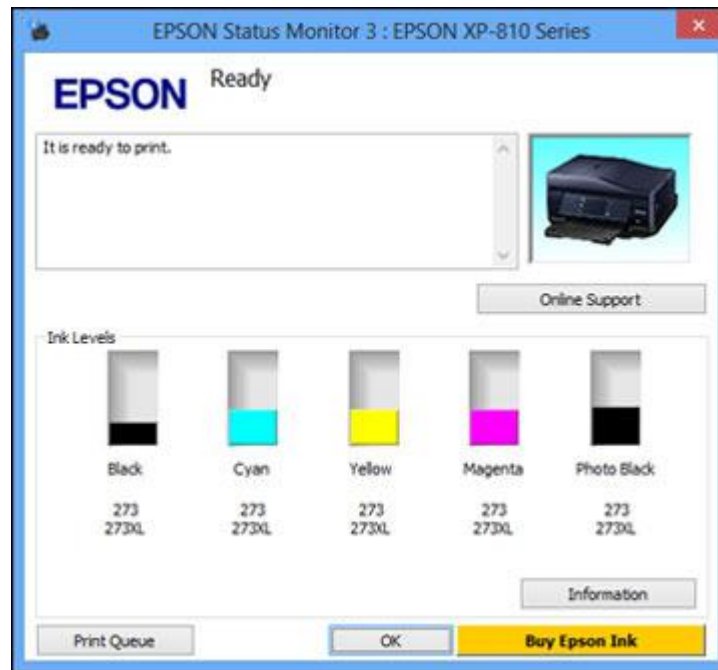 EPSON Status Monitor 3 : EPSON XP-810 Series
EPSON
Ready
It is ready to print.
Online Support
Ink Levels
Black Cyan Yellow Magenta Photo Black
273 273 273 273 273
273XL 273XL 273XL 273XL 273XL
Information
Print Queue OK Buy Epson Ink